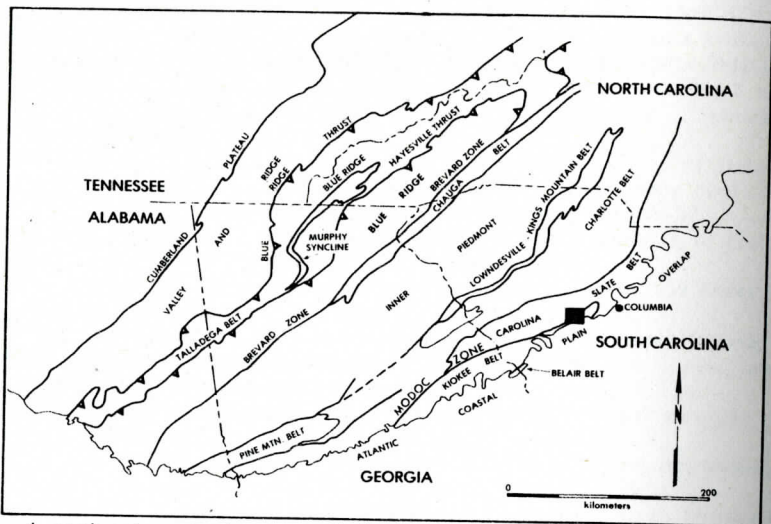 NORTH CAROLINA
TENNESSEE
ALABAMA
CUMBERLAND PLATEAU
VALLEY AND RIDGE
BLUE RIDGE THRUST
BLUE RIDGE
HAYESVILLE THRUST
BLUE RIDGE
MURPHY
SYNCLINE
BREVARD ZONE
CHAUGA BELT
TALLADEGA BELT
BREVARD ZONE
INNER PIEDMONT
LOWNDESVILLE - KINGS MOUNTAIN BELT
CHARLOTTE BELT
CAROLINA SLATE BELT
COLUMBIA
SOUTH CAROLINA
MODOC ZONE
KIOKEE BELT
BELAIR BELT
ATLANTIC COASTAL PLAIN OVERLAP
PINE MTN. BELT
GEORGIA
N
0 200
kilometers